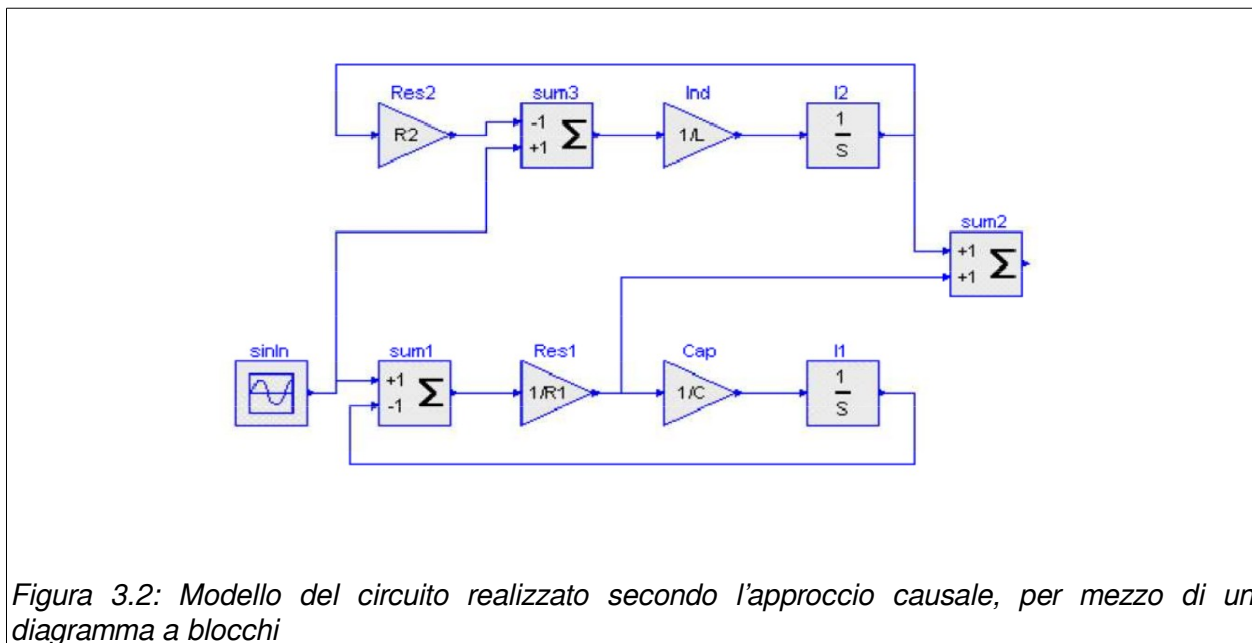 Res2
sum3
Ind
I2
R2
-1
+1
Σ
1/L
1
S
sum2
+1
+1
Σ
sinIn
sum1
Res1
Cap
I1
+1
-1
Σ
1/R1
1/C
1
S
Figura 3.2: Modello del circuito realizzato secondo l'approccio causale, per mezzo di un
diagramma a blocchi